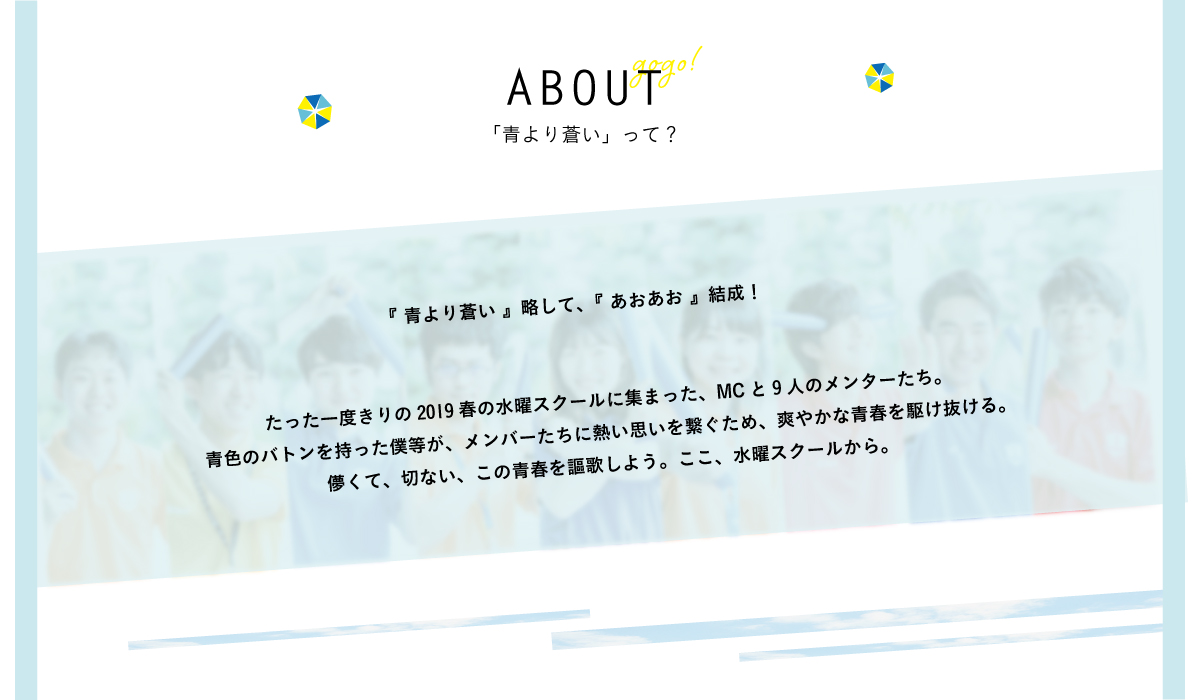 gogo!
ABOUT
「青より蒼い」って？
『 青より蒼い 』略して、『 あおあお 』結成！
たった一度きりの 2019 春の水曜スクールに集まった、MC と 9 人のメンターたち。
青色のバトンを持った僕等が、メンバーたちに熱い思いを繋ぐため、爽やかな青春を駆け抜ける。
儚くて、切ない、この青春を謳歌しよう。ここ、水曜スクールから。